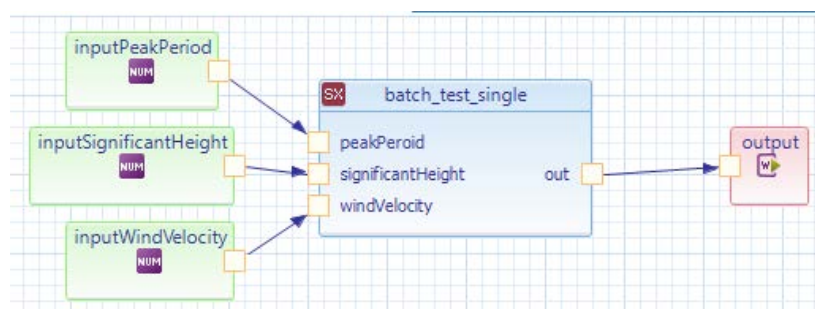 inputPeakPeriod
NUM
inputSignificantHeight
NUM
inputWindVelocity
NUM
SX batch_test_single
peakPeroid
significantHeight out
windVelocity
output
W